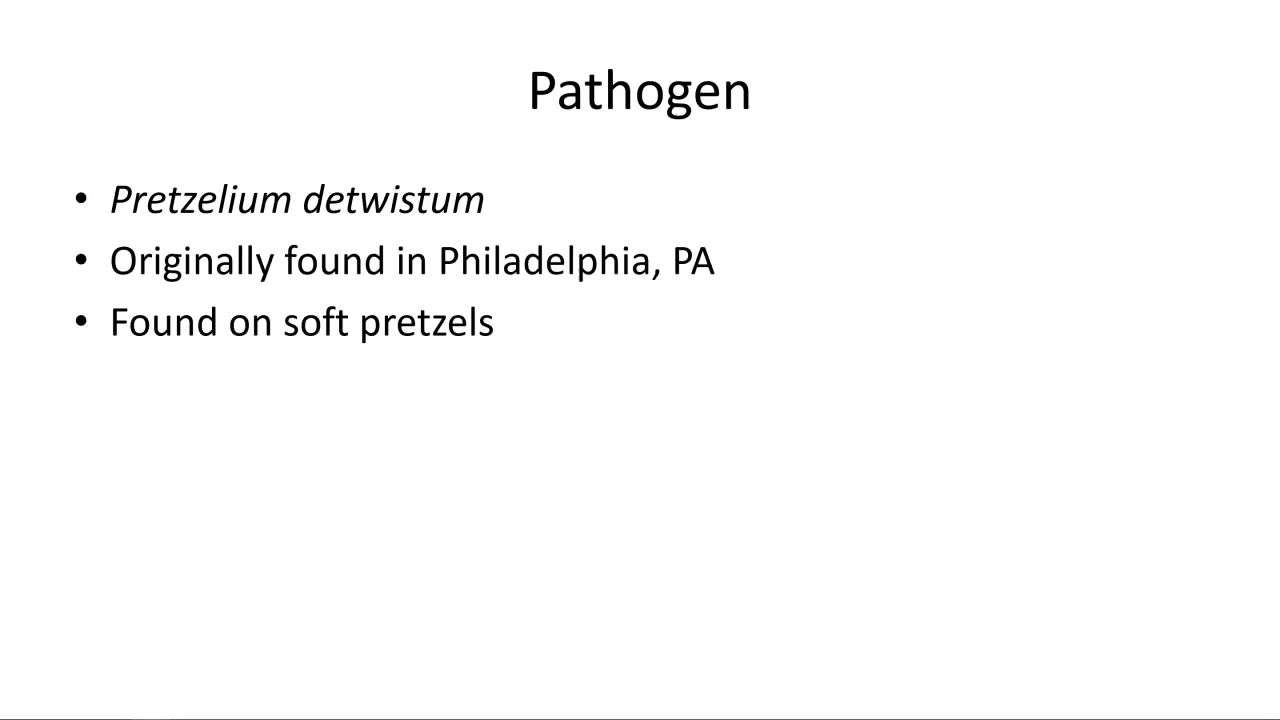 Pathogen
• Pretzelium detwistum
• Originally found in Philadelphia, PA
• Found on soft pretzels